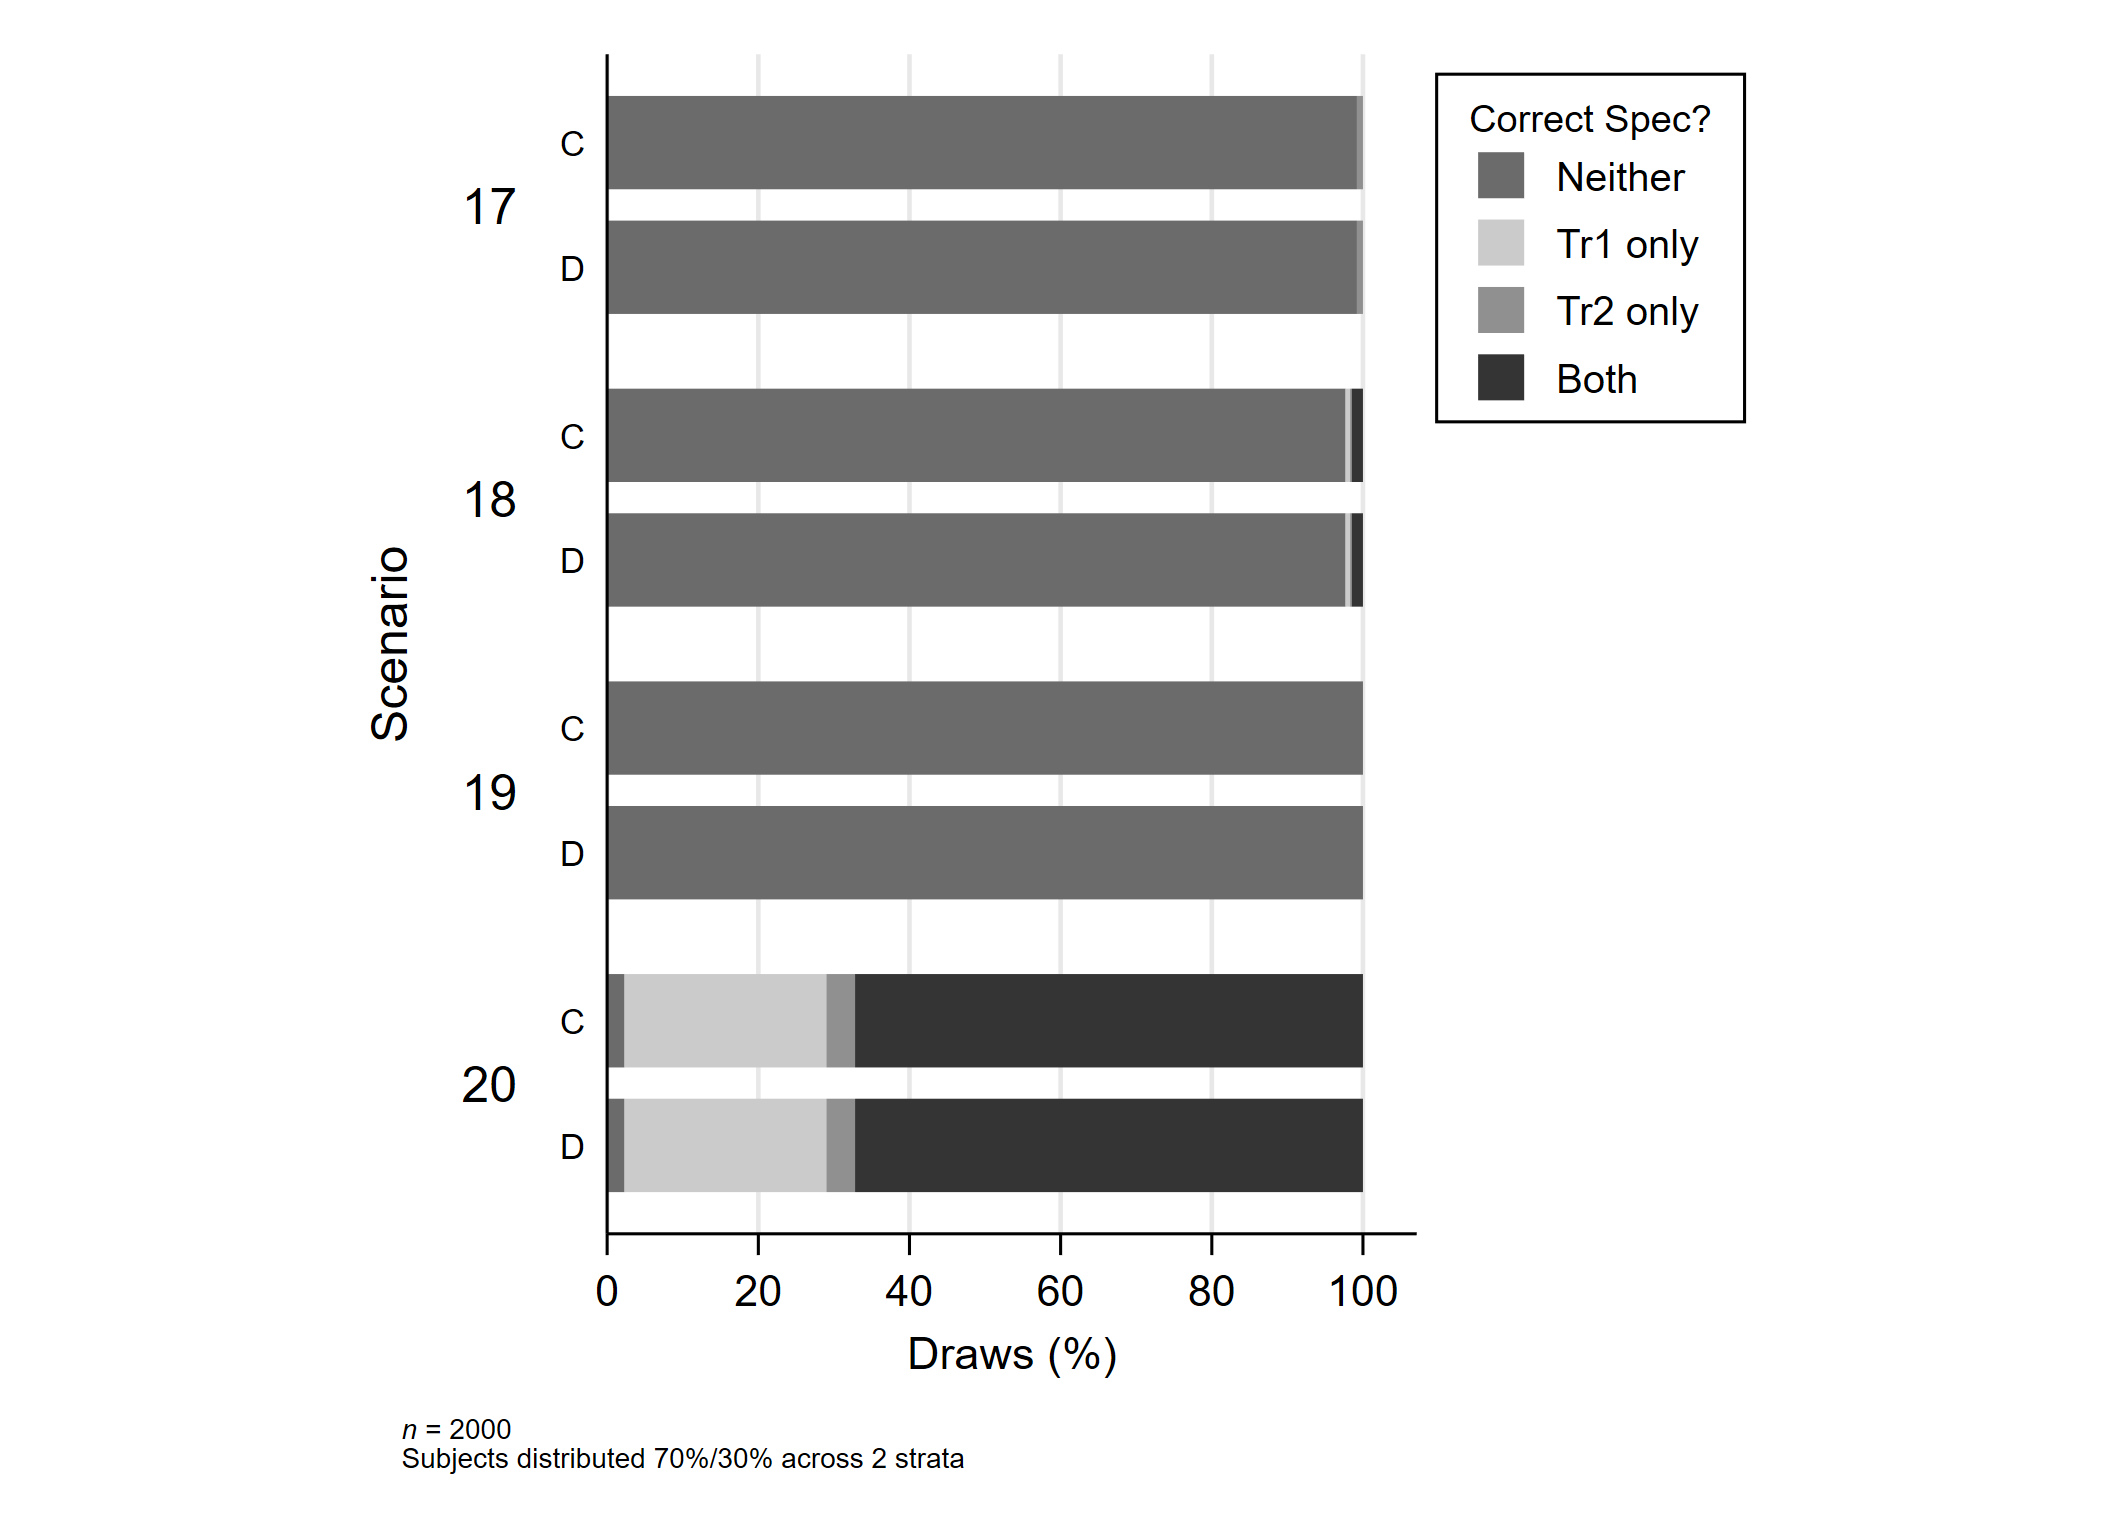 Correct Spec?
Neither
Tr1 only
Tr2 only
Both
Scenario
17
C
D
18
C
D
19
C
D
20
C
D
0 20 40 60 80 100
Draws (%)
n = 2000
Subjects distributed 70%/30% across 2 strata